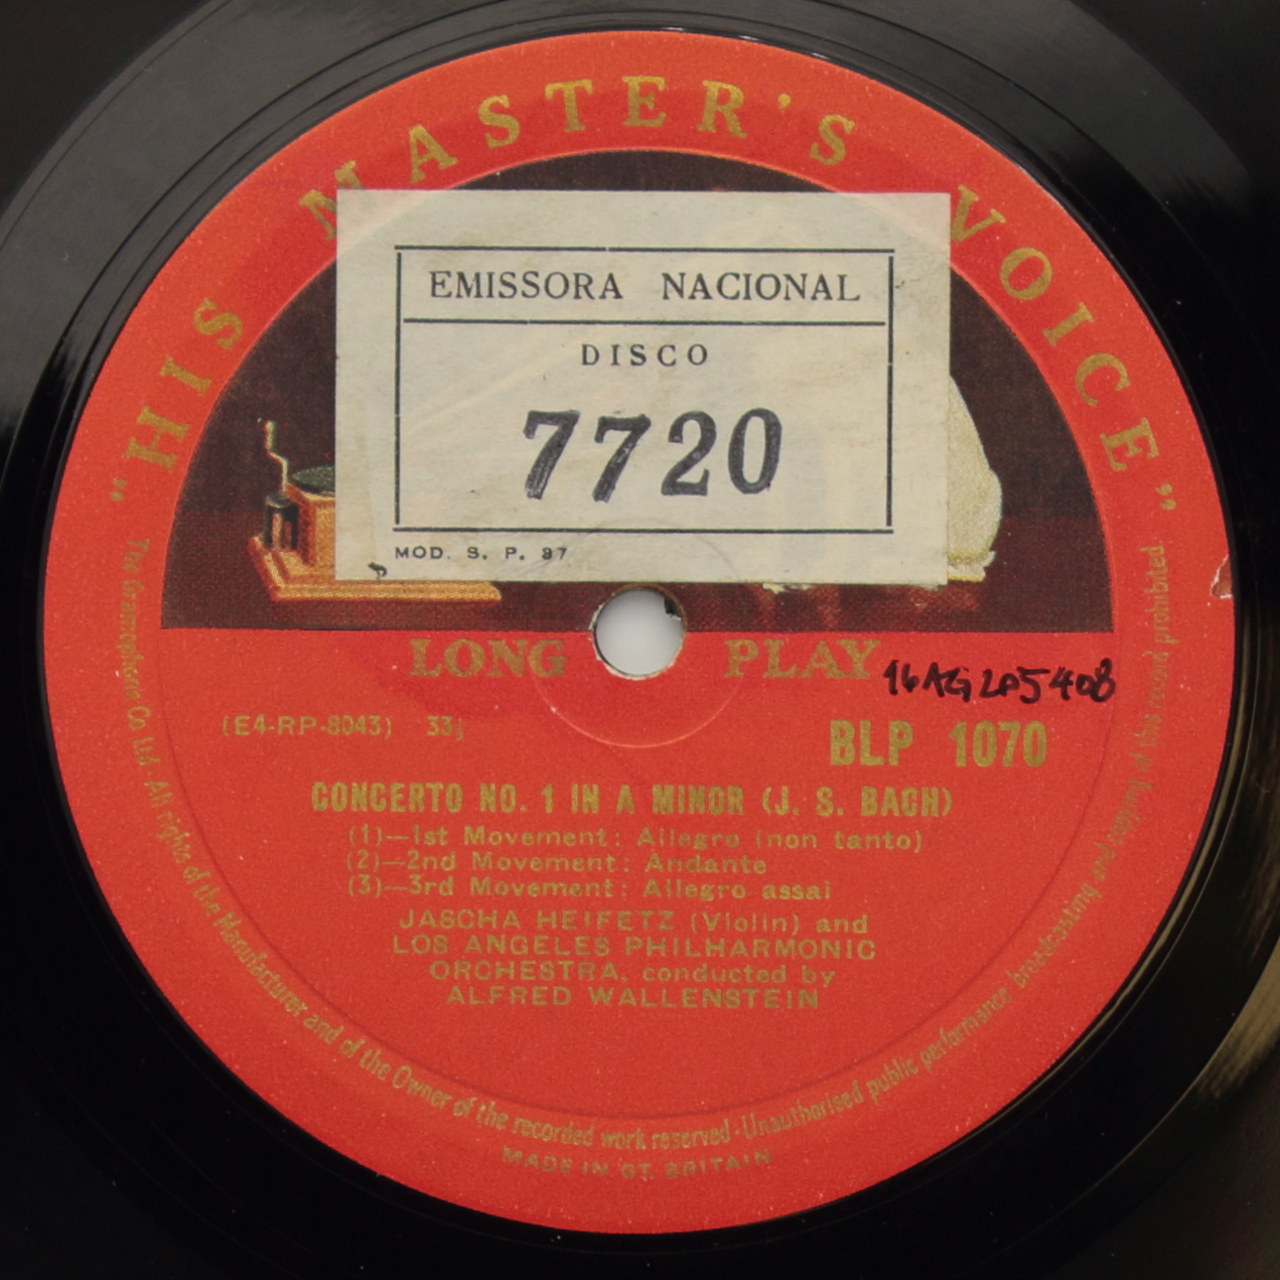 "HIS MASTER'S VOICE"
EMISSORA NACIONAL
DISCO
7720
MOD. S. P. 37
LONG PLAY
16AGLP5408
(E4-RP-8043) 33⅓
BLP 1070
CONCERTO NO. 1 IN A MINOR (J. S. BACH)
(1)—1st Movement: Allegro (non tanto)
(2)—2nd Movement: Andante
(3)—3rd Movement: Allegro assai
JASCHA HEIFETZ (Violin) and
LOS ANGELES PHILHARMONIC
ORCHESTRA, conducted by
ALFRED WALLENSTEIN
The Gramophone Co. Ltd. All rights of the Manufacturer and of the Owner of the recorded work reserved · Unauthorised public performance, broadcasting and copying of this record prohibited.
MADE IN GT. BRITAIN